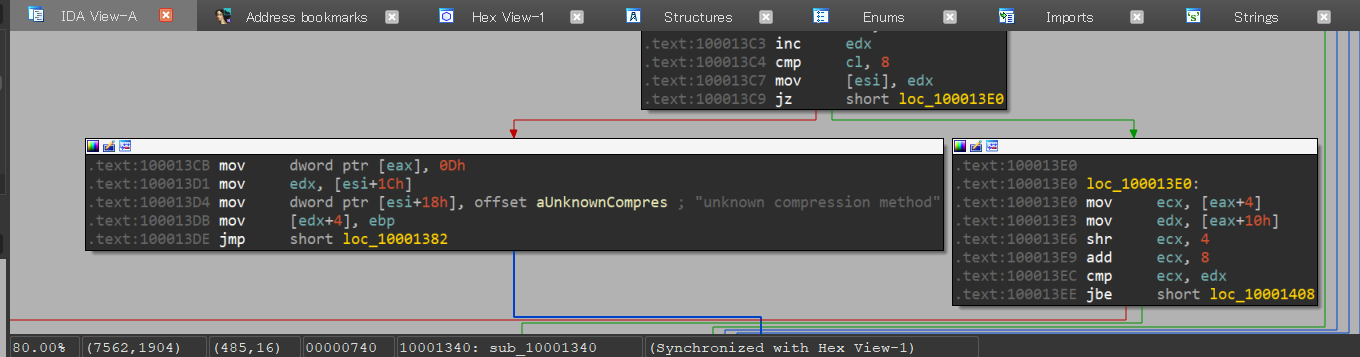 IDA View-A Address bookmarks Hex View-1 Structures Enums Imports Strings
.text:100013C3 inc edx
.text:100013C4 cmp cl, 8
.text:100013C7 mov [esi], edx
.text:100013C9 jz short loc_100013E0
.text:100013CB mov dword ptr [eax], 0Dh
.text:100013D1 mov edx, [esi+1Ch]
.text:100013D4 mov dword ptr [esi+18h], offset aUnknownCompres ; "unknown compression method"
.text:100013DB mov [edx+4], ebp
.text:100013DE jmp short loc_10001382
.text:100013E0
.text:100013E0 loc_100013E0:
.text:100013E0 mov ecx, [eax+4]
.text:100013E3 mov edx, [eax+10h]
.text:100013E6 shr ecx, 4
.text:100013E9 add ecx, 8
.text:100013EC cmp ecx, edx
.text:100013EE jbe short loc_10001408
80.00% (7562,1904) (485,16) 00000740 10001340: sub_10001340 (Synchronized with Hex View-1)